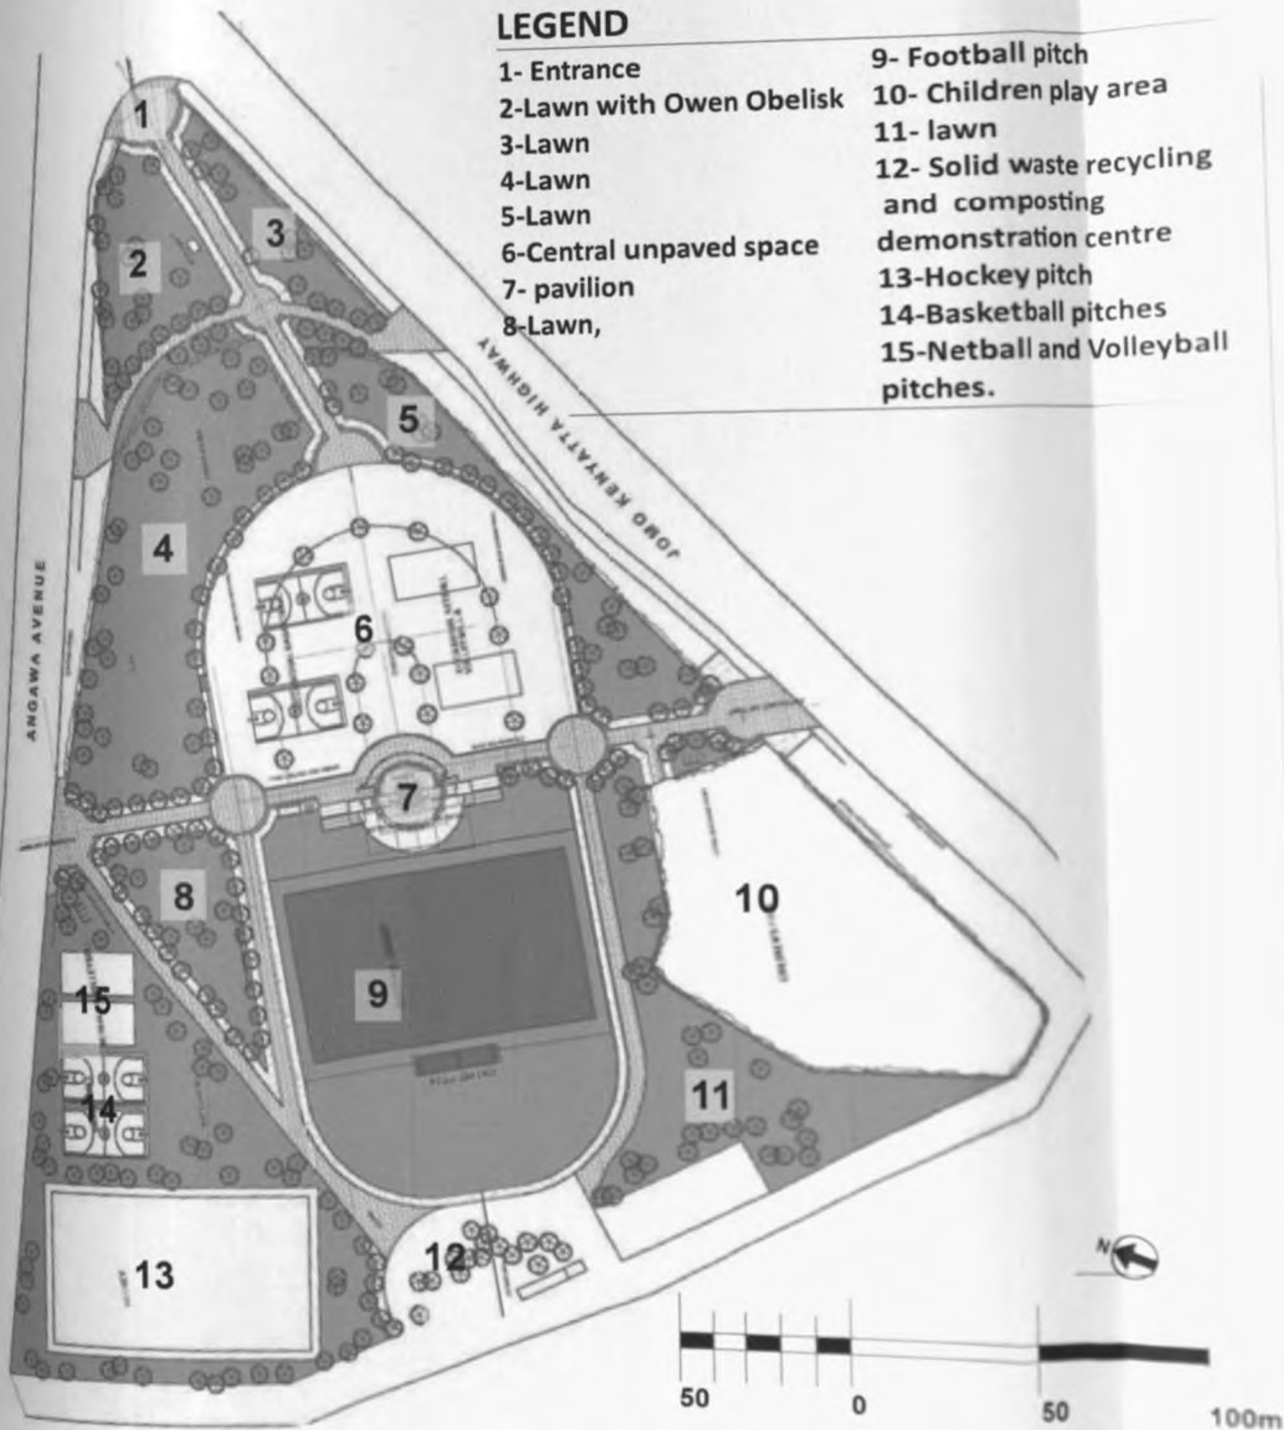 LEGEND
1- Entrance
2-Lawn with Owen Obelisk
3-Lawn
4-Lawn
5-Lawn
6-Central unpaved space
7- pavilion
8-Lawn,
9- Football pitch
10- Children play area
11- lawn
12- Solid waste recycling
and composting
demonstration centre
13-Hockey pitch
14-Basketball pitches
15-Netball and Volleyball
pitches.
1
2
3
4
5
6
7
8
9
10
11
12
13
14
15
JOMO KENYATTA HIGHWAY
ANGAWA AVENUE
N
50
0
50
100m